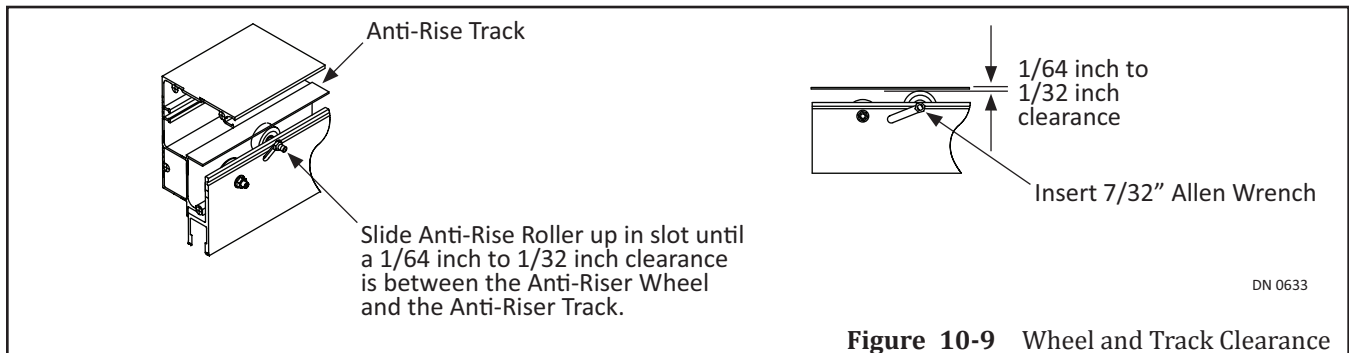 Anti-Rise Track
Slide Anti-Rise Roller up in slot until
a 1/64 inch to 1/32 inch clearance
is between the Anti-Riser Wheel
and the Anti-Riser Track.
1/64 inch to
1/32 inch
clearance
Insert 7/32” Allen Wrench
DN 0633
Figure 10-9 Wheel and Track Clearance